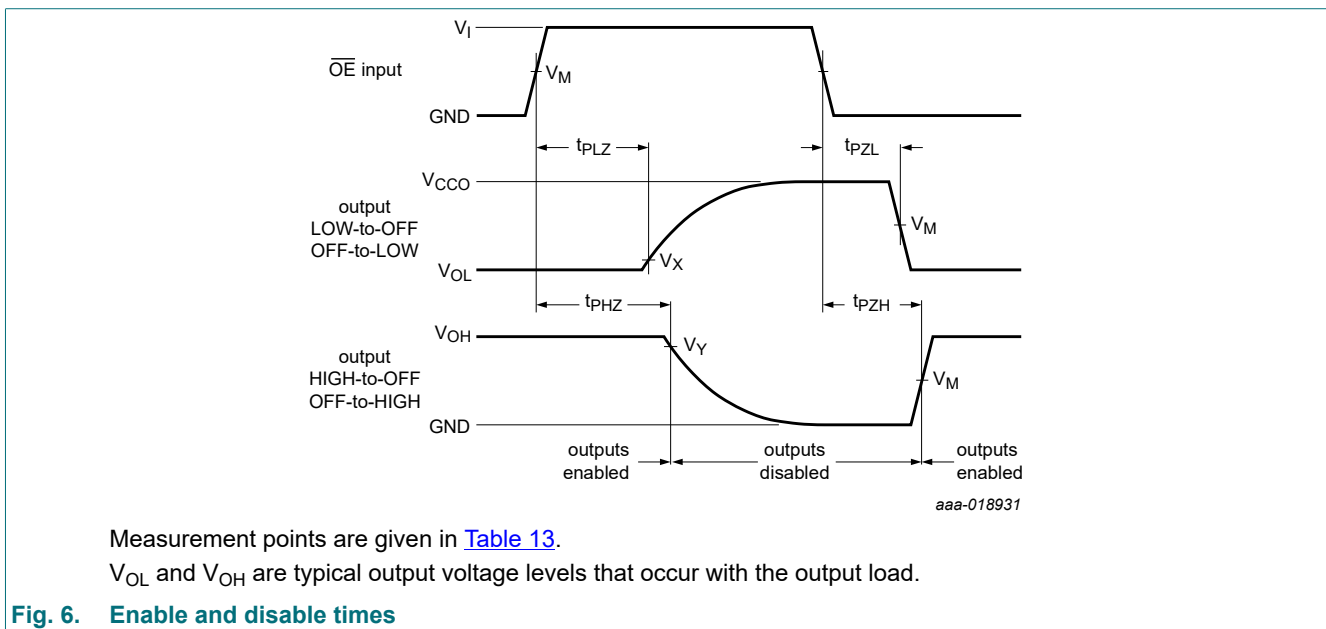 V_I
OE input
V_M
GND
t_PLZ
t_PZL
V_CCO
output
LOW-to-OFF
OFF-to-LOW
V_M
V_X
V_OL
t_PHZ
t_PZH
V_OH
output
HIGH-to-OFF
OFF-to-HIGH
V_Y
V_M
GND
outputs
enabled
outputs
disabled
outputs
enabled
aaa-018931
Measurement points are given in Table 13.
V_OL and V_OH are typical output voltage levels that occur with the output load.
Fig. 6. Enable and disable times